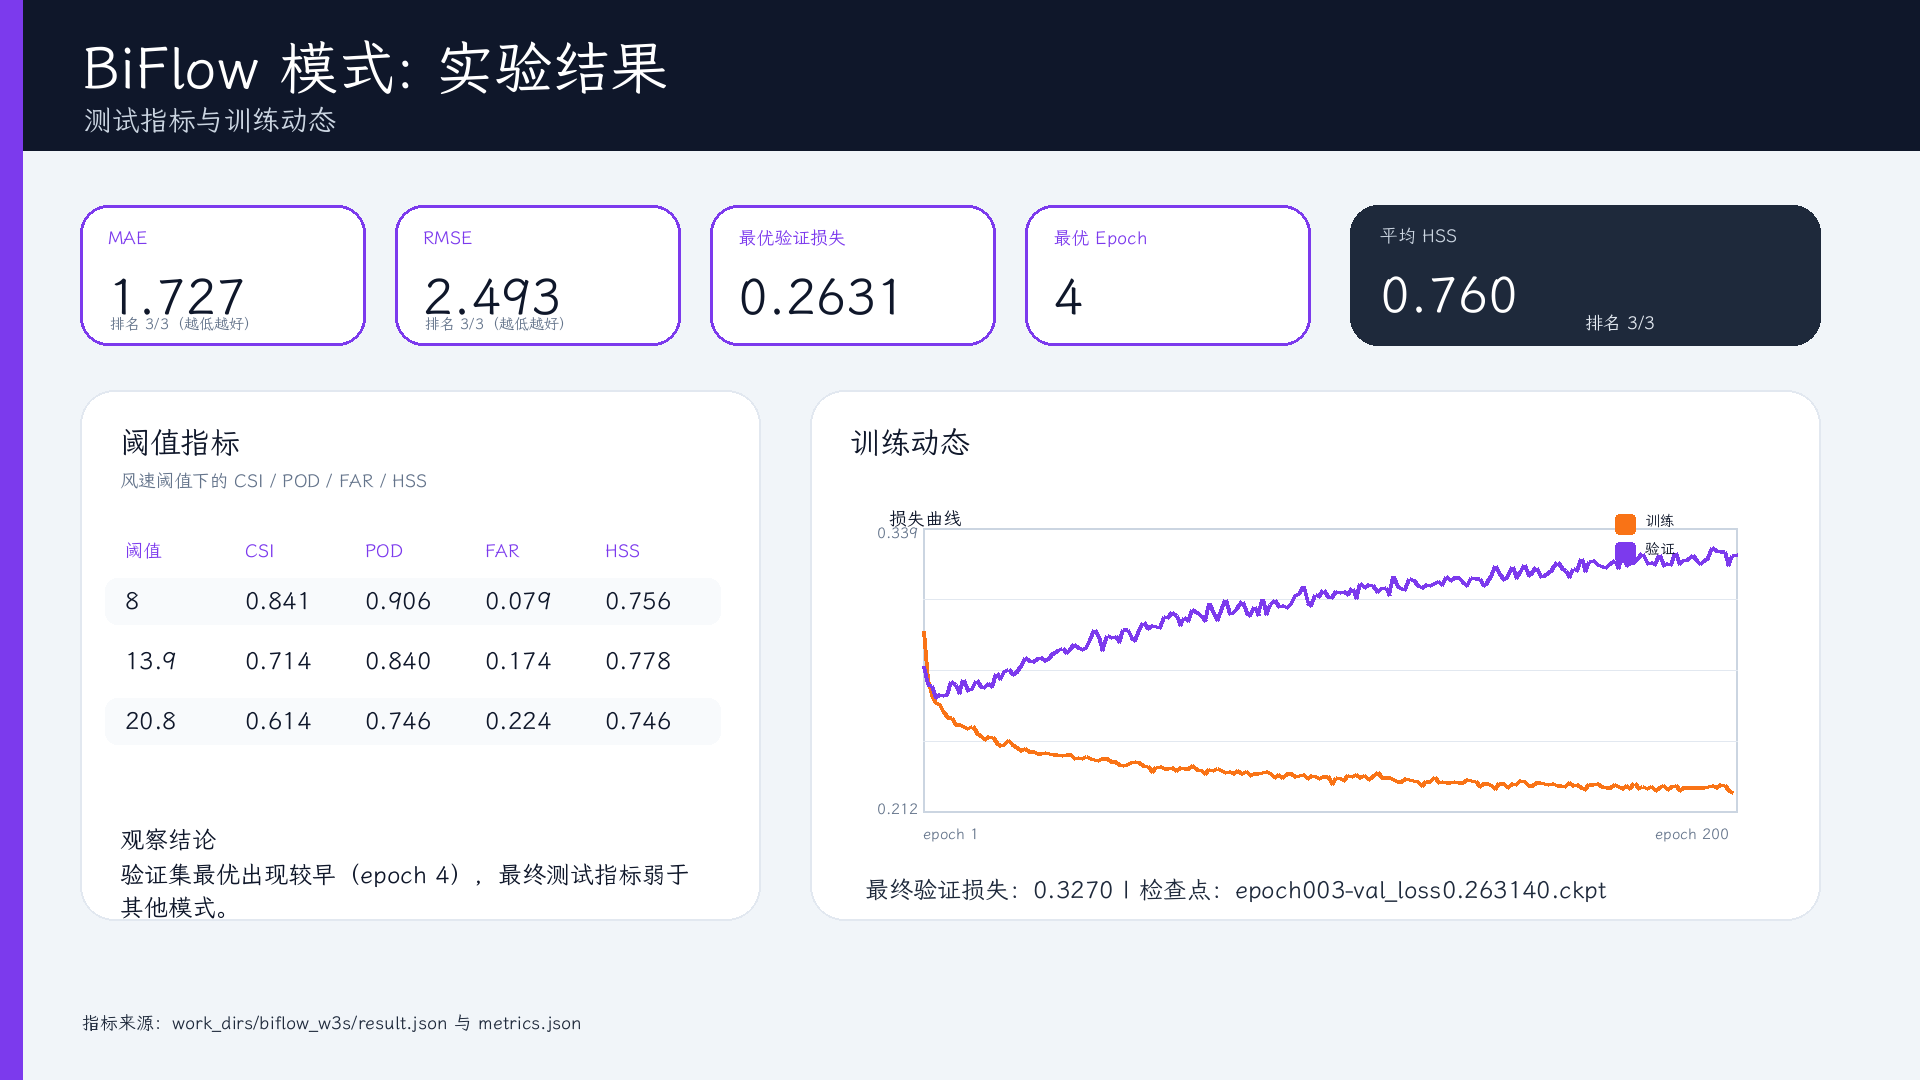 BiFlow 模式: 实验结果
测试指标与训练动态
MAE
1.727
排名 3/3（越低越好）
RMSE
2.493
排名 3/3（越低越好）
最优验证损失
0.2631
最优 Epoch
4
平均 HSS
0.760
排名 3/3
阈值指标
风速阈值下的 CSI / POD / FAR / HSS
阈值 CSI POD FAR HSS
8 0.841 0.906 0.079 0.756
13.9 0.714 0.840 0.174 0.778
20.8 0.614 0.746 0.224 0.746
观察结论
验证集最优出现较早（epoch 4），最终测试指标弱于
其他模式。
训练动态
损失曲线
0.339
训练
验证
0.212
epoch 1
epoch 200
最终验证损失：0.3270 | 检查点：epoch003-val_loss0.263140.ckpt
指标来源：work_dirs/biflow_w3s/result.json 与 metrics.json